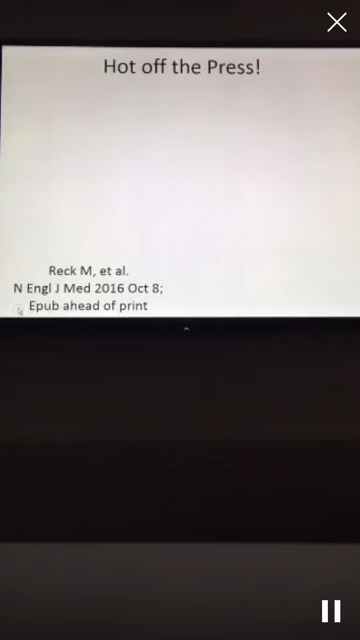 Hot off the Press!
Reck M, et al.
N Engl J Med 2016 Oct 8;
Epub ahead of print